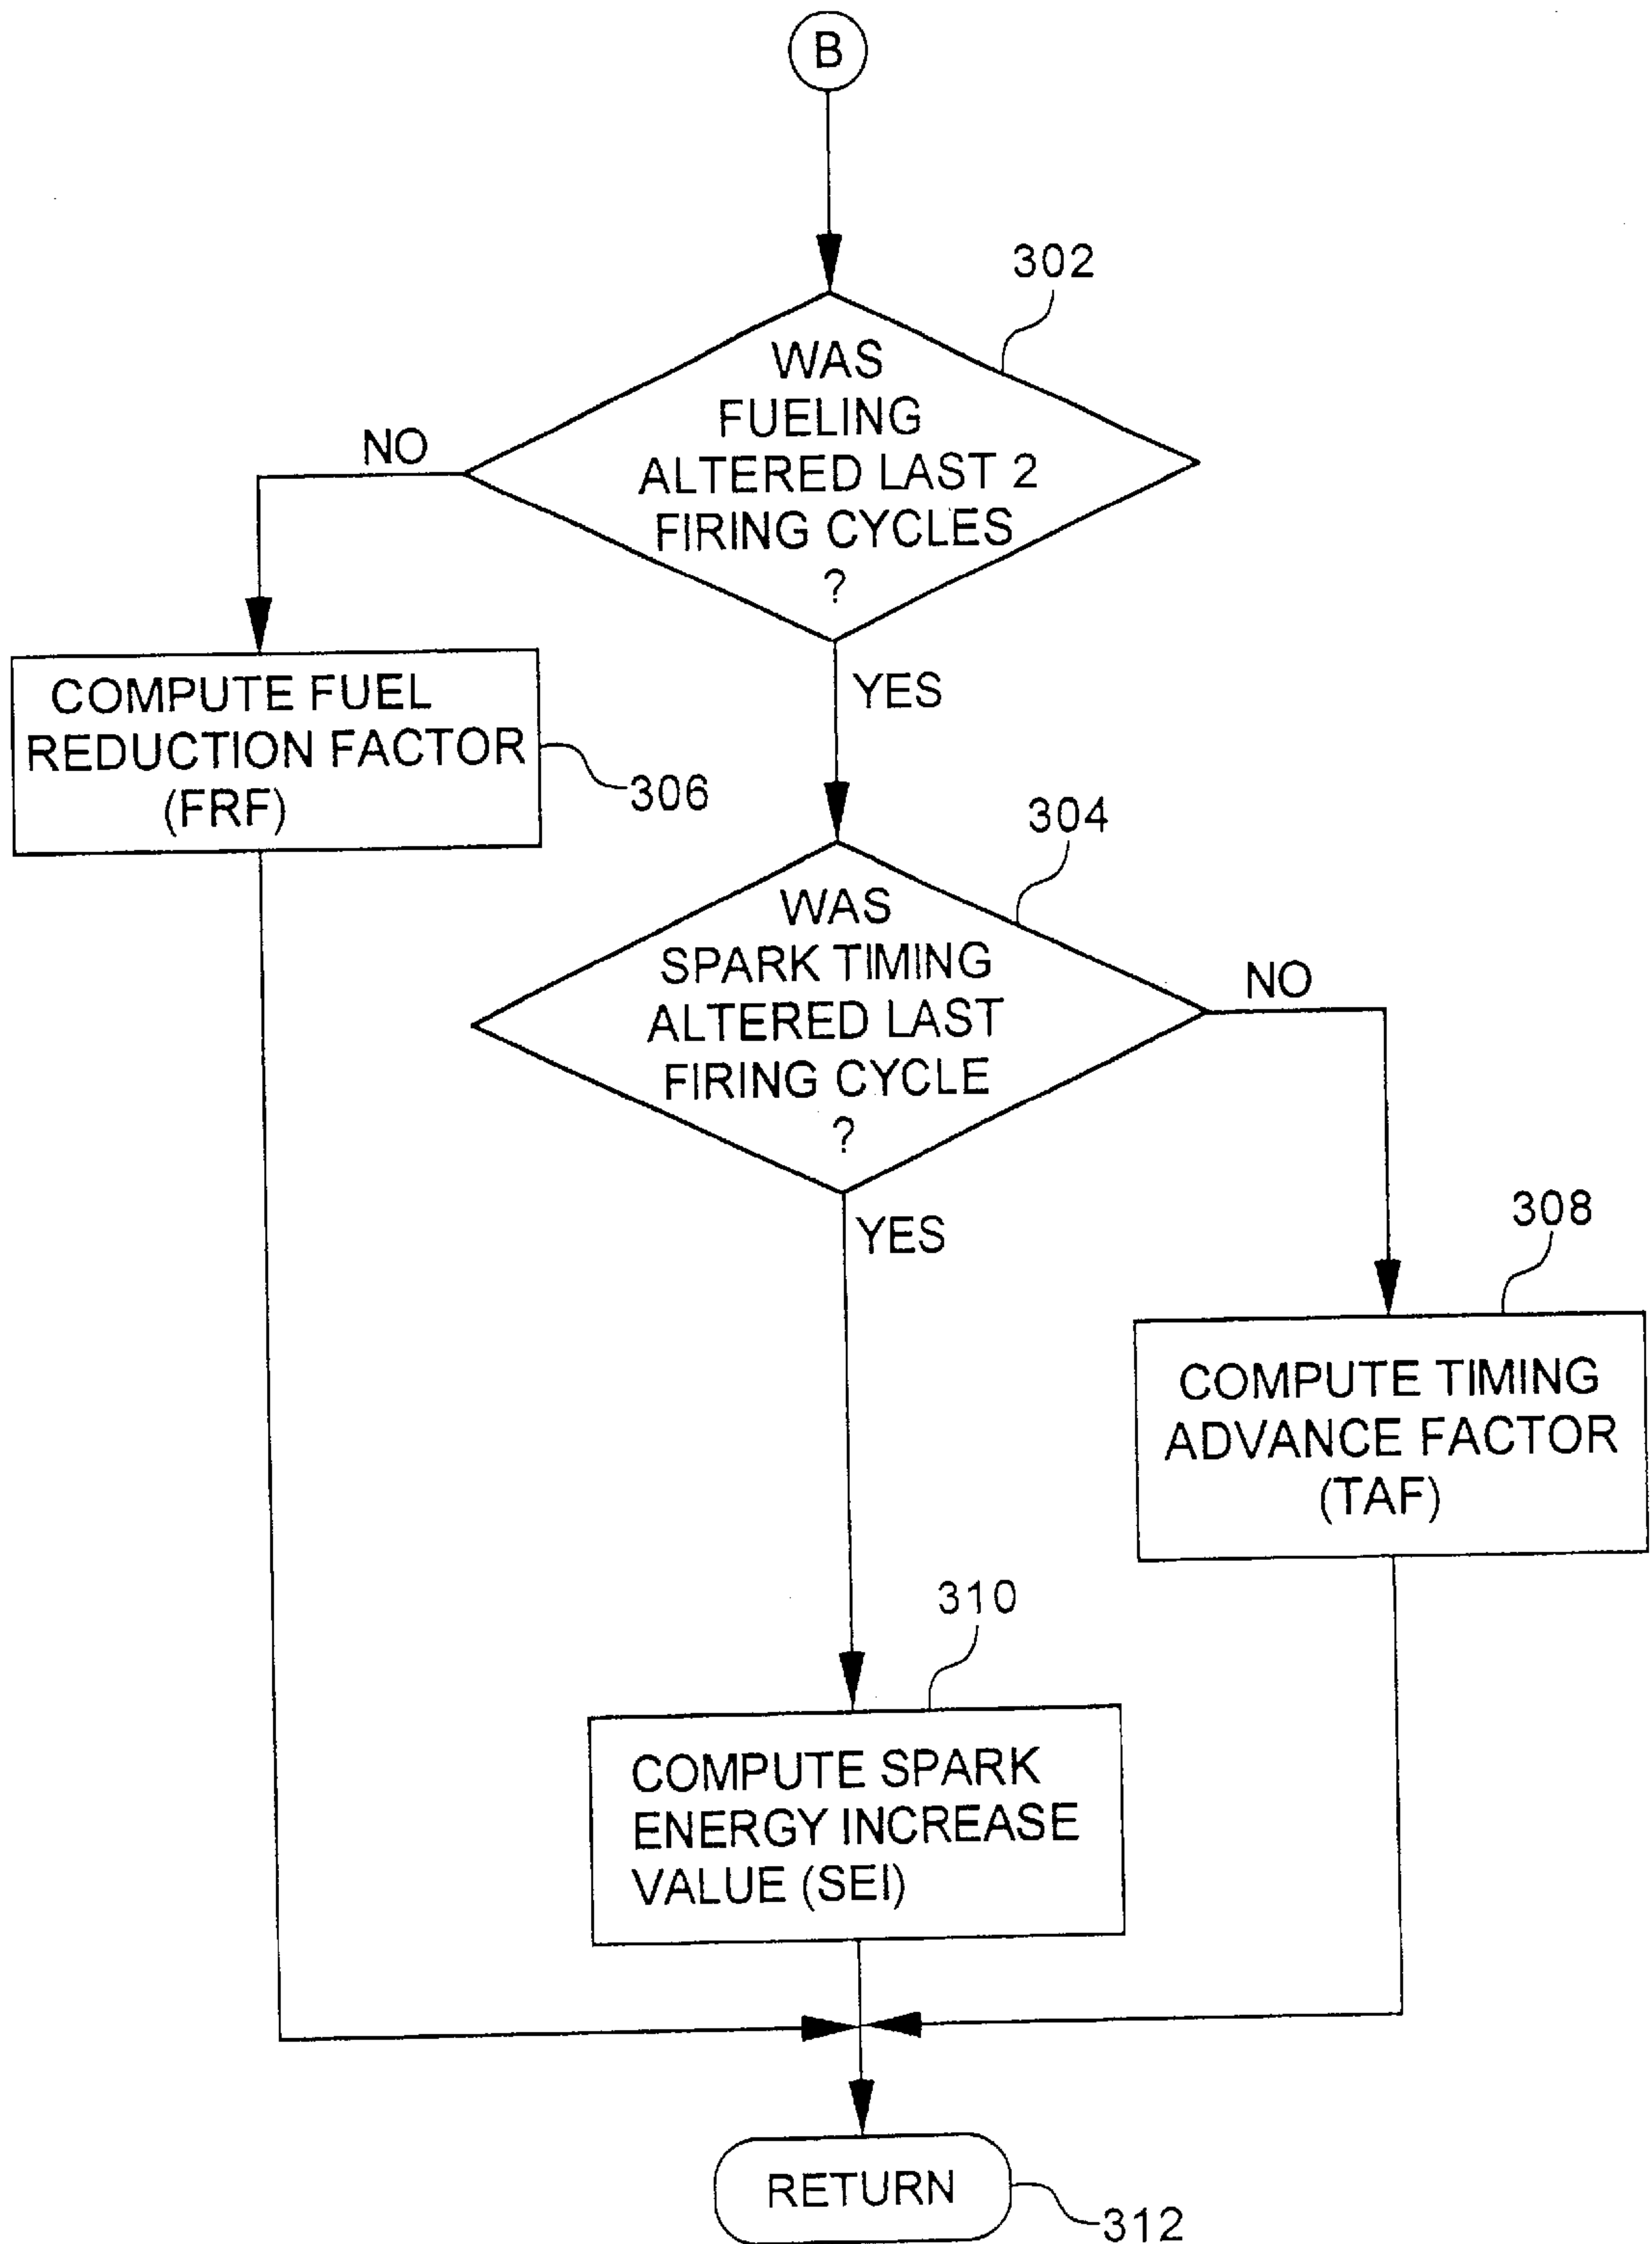 B
302
WAS
FUELING
ALTERED LAST 2
FIRING CYCLES
?
NO
YES
COMPUTE FUEL
REDUCTION FACTOR
(FRF)
306
304
WAS
SPARK TIMING
ALTERED LAST
FIRING CYCLE
?
NO
YES
308
COMPUTE TIMING
ADVANCE FACTOR
(TAF)
310
COMPUTE SPARK
ENERGY INCREASE
VALUE (SEI)
RETURN
312